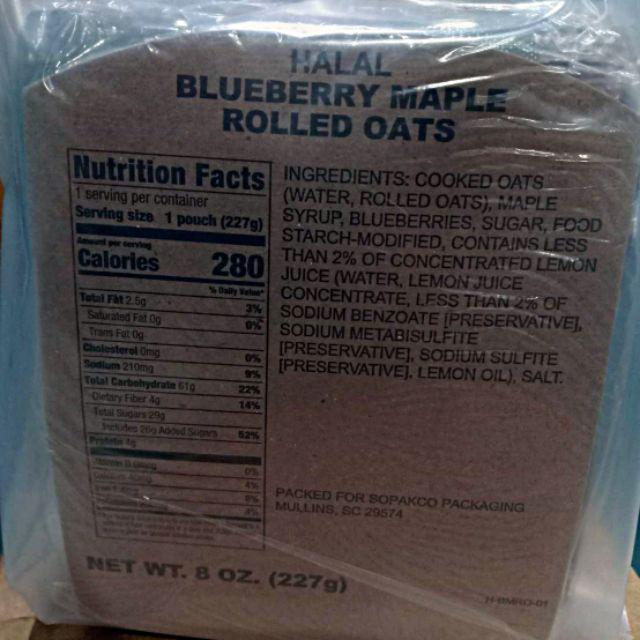 HALAL
BLUEBERRY MAPLE
ROLLED OATS
Nutrition Facts
1 serving per container
Serving size 1 pouch (227g)
Amount per serving
Calories 280
% Daily Value
Total Fat 2.5g 3%
Saturated Fat 0g 0%
Trans Fat 0g
Cholesterol 0mg 0%
Sodium 210mg 9%
Total Carbohydrate 61g 22%
Dietary Fiber 4g 14%
Total Sugars 29g
Includes 26g Added Sugars 52%
Protein 4g
0%
4%
INGREDIENTS: COOKED OATS
(WATER, ROLLED OATS), MAPLE
SYRUP, BLUEBERRIES, SUGAR, FOOD
STARCH-MODIFIED, CONTAINS LESS
THAN 2% OF CONCENTRATED LEMON
JUICE (WATER, LEMON JUICE
CONCENTRATE, LESS THAN 2% OF
SODIUM BENZOATE [PRESERVATIVE],
SODIUM METABISULFITE
[PRESERVATIVE], SODIUM SULFITE
[PRESERVATIVE], LEMON OIL), SALT.
PACKED FOR SOPAKCO PACKAGING
MULLINS, SC 29574
NET WT. 8 OZ. (227g)
H-BMRO-01